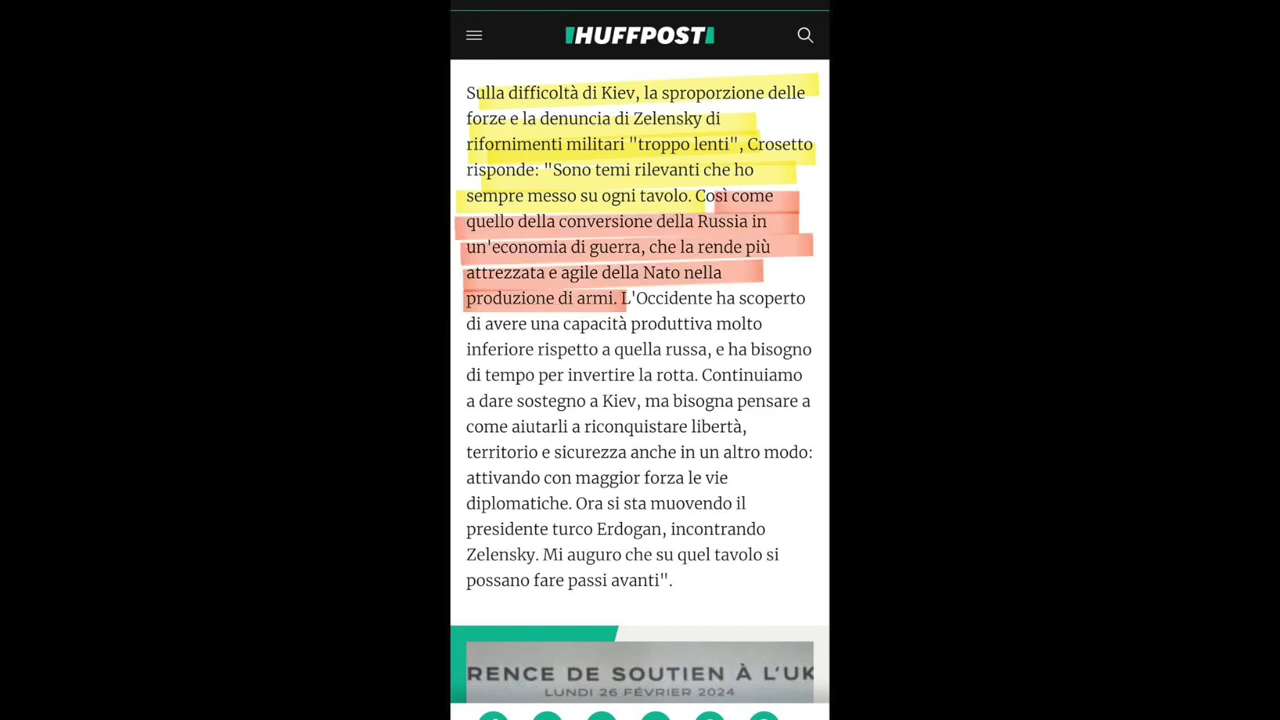 HUFFPOST
Sulla difficoltà di Kiev, la sproporzione delle
forze e la denuncia di Zelensky di
rifornimenti militari "troppo lenti", Crosetto
risponde: "Sono temi rilevanti che ho
sempre messo su ogni tavolo. Così come
quello della conversione della Russia in
un'economia di guerra, che la rende più
attrezzata e agile della Nato nella
produzione di armi. L'Occidente ha scoperto
di avere una capacità produttiva molto
inferiore rispetto a quella russa, e ha bisogno
di tempo per invertire la rotta. Continuiamo
a dare sostegno a Kiev, ma bisogna pensare a
come aiutarli a riconquistare libertà,
territorio e sicurezza anche in un altro modo:
attivando con maggior forza le vie
diplomatiche. Ora si sta muovendo il
presidente turco Erdogan, incontrando
Zelensky. Mi auguro che su quel tavolo si
possano fare passi avanti".
RENCE DE SOUTIEN À L'UK
LUNDI 26 FÉVRIER 2024